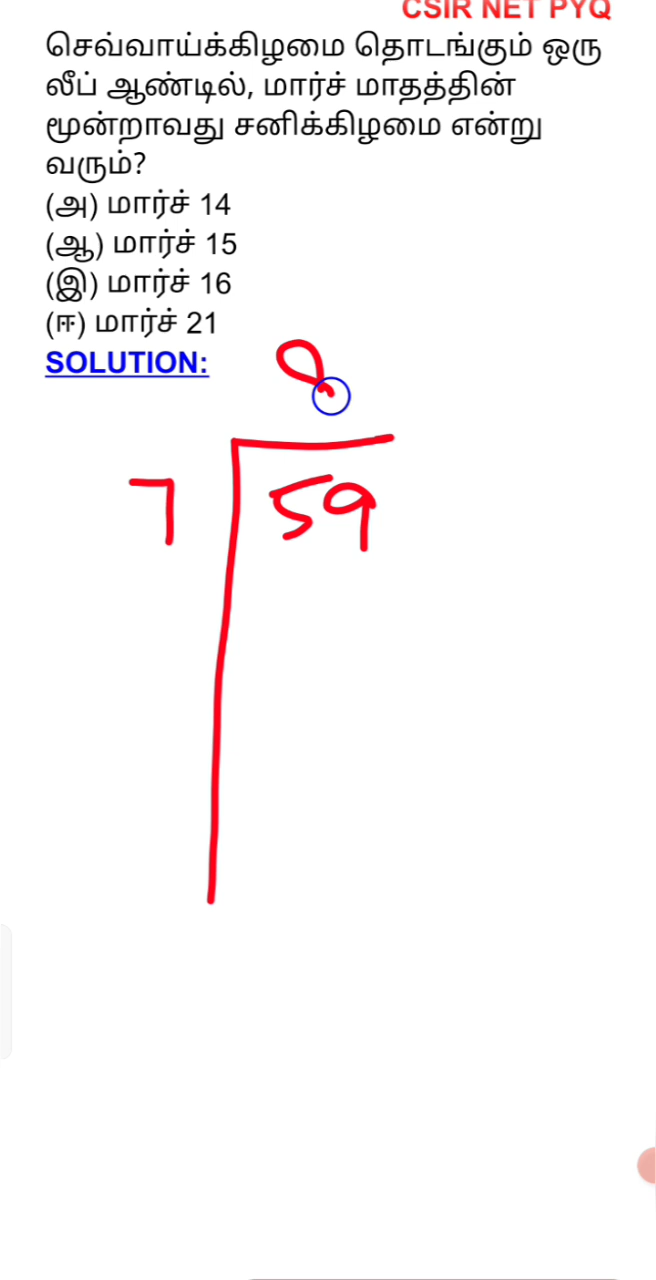 CSIR NET PYQ
செவ்வாய்க்கிழமை தொடங்கும் ஒரு
லீப் ஆண்டில், மார்ச் மாதத்தின்
மூன்றாவது சனிக்கிழமை என்று
வரும்?
(அ) மார்ச் 14
(ஆ) மார்ச் 15
(இ) மார்ச் 16
(ஈ) மார்ச் 21
SOLUTION:
8
7 59